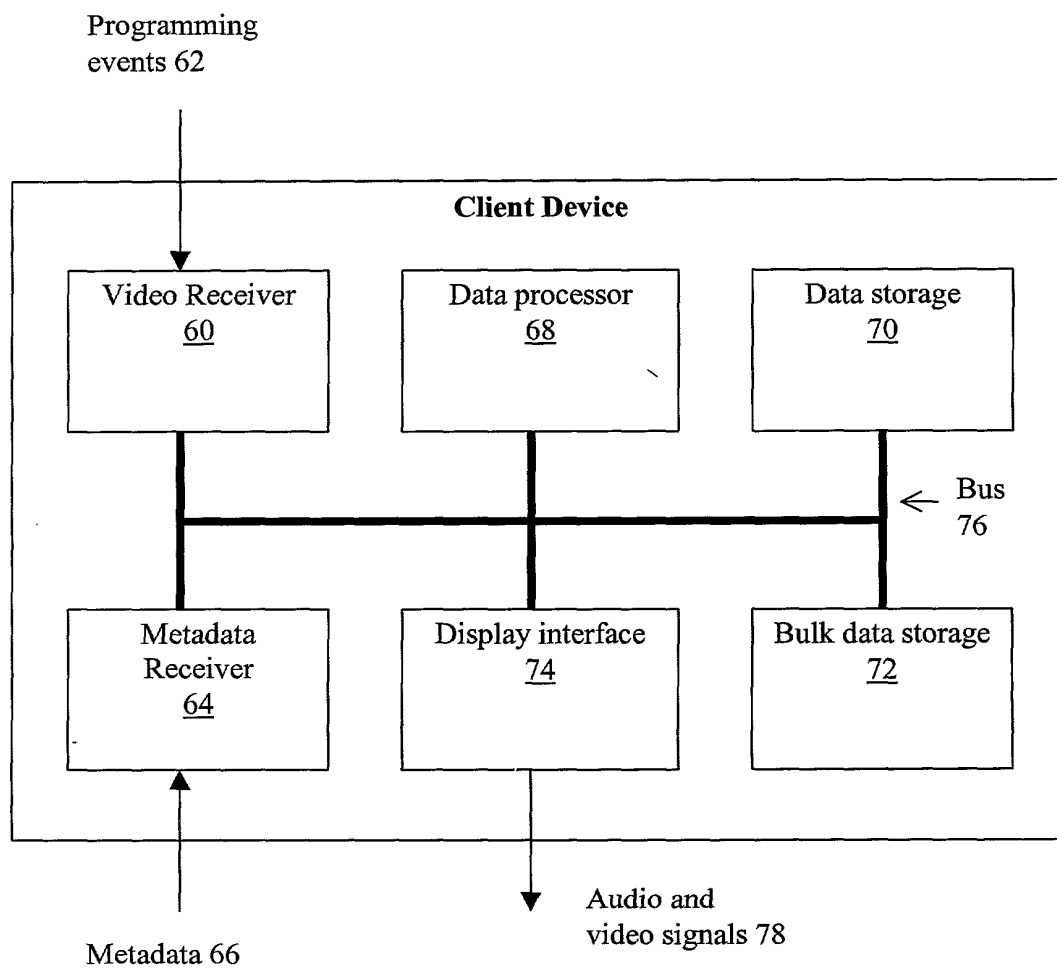 Programming
events 62
Client Device
Video Receiver
60
Data processor
68
Data storage
70
Bus
76
Metadata
Receiver
64
Display interface
74
Bulk data storage
72
Audio and
video signals 78
Metadata 66